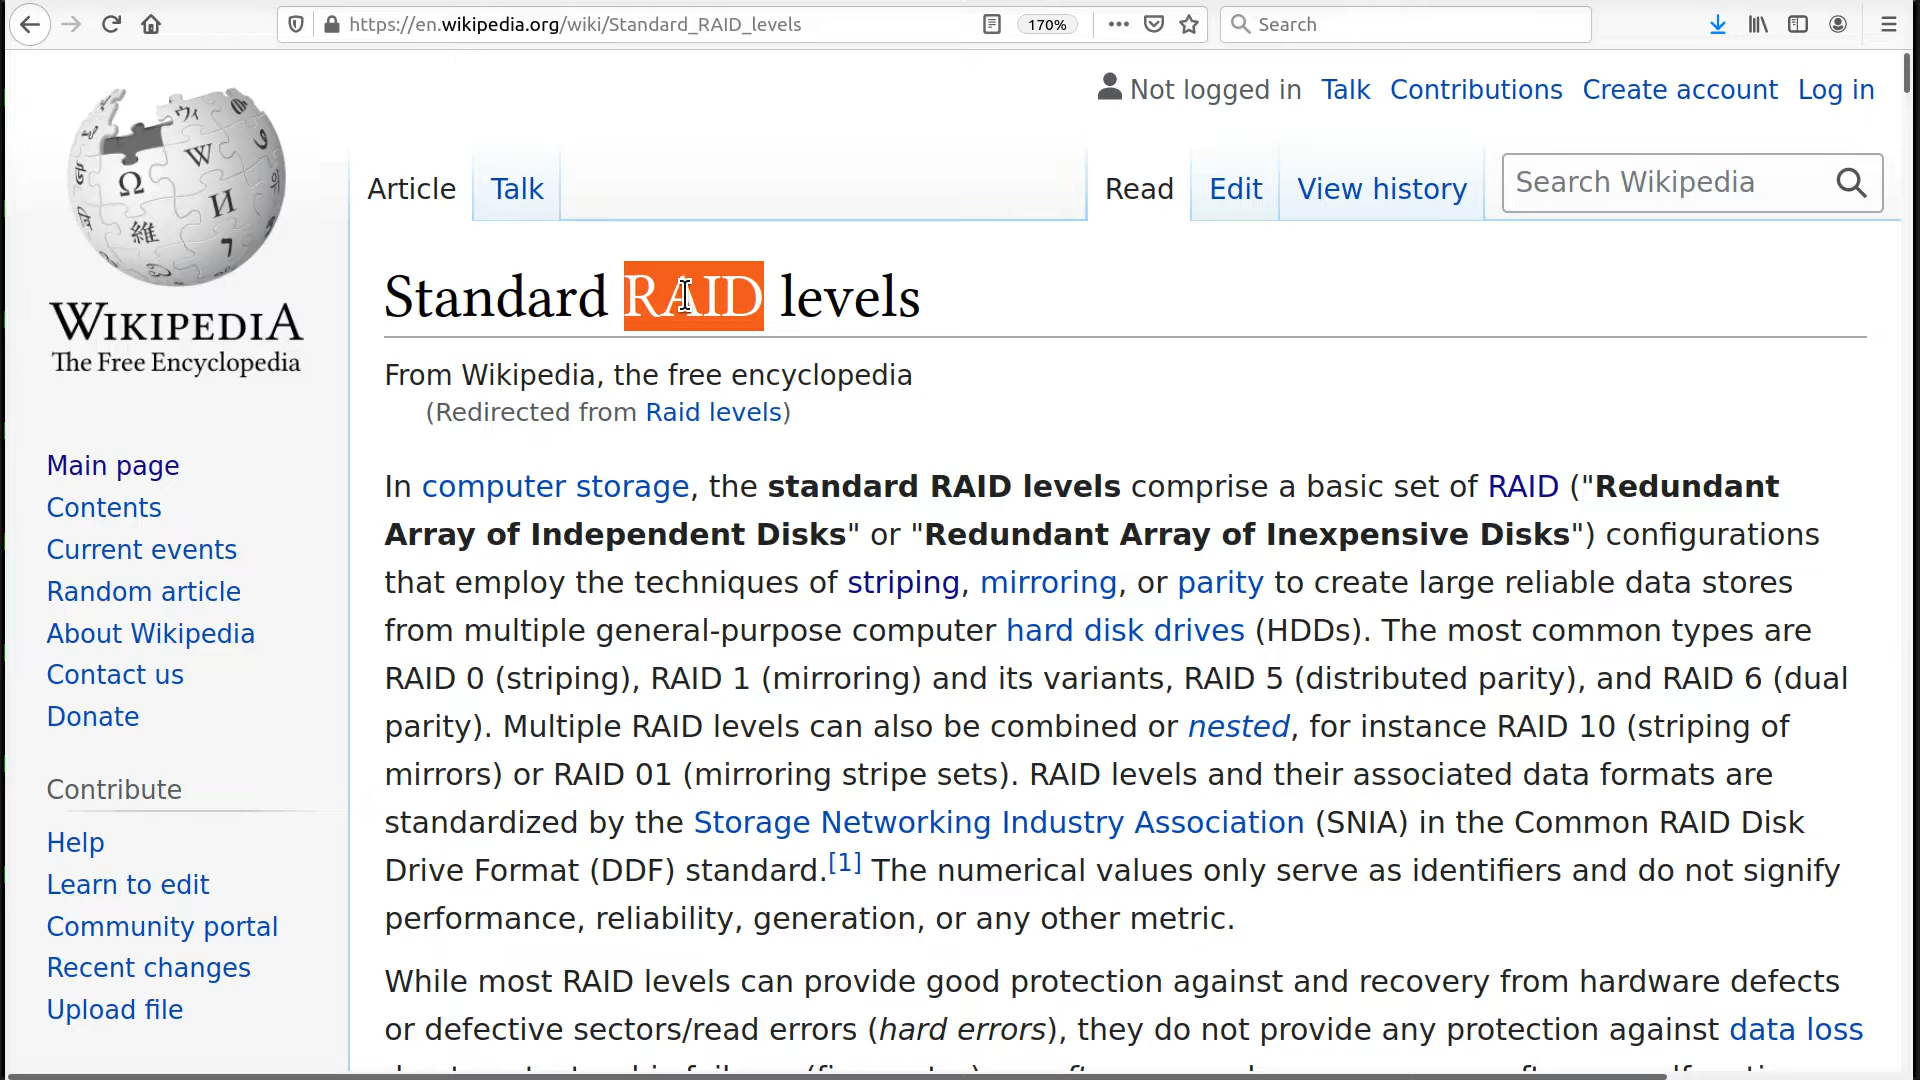 https://en.wikipedia.org/wiki/Standard_RAID_levels
170%
Search
Not logged in Talk Contributions Create account Log in
Article Talk Read Edit View history Search Wikipedia
WIKIPEDIA
The Free Encyclopedia
Main page
Contents
Current events
Random article
About Wikipedia
Contact us
Donate
Contribute
Help
Learn to edit
Community portal
Recent changes
Upload file
Standard RAID levels
From Wikipedia, the free encyclopedia
(Redirected from Raid levels)
In computer storage, the standard RAID levels comprise a basic set of RAID ("Redundant
Array of Independent Disks" or "Redundant Array of Inexpensive Disks") configurations
that employ the techniques of striping, mirroring, or parity to create large reliable data stores
from multiple general-purpose computer hard disk drives (HDDs). The most common types are
RAID 0 (striping), RAID 1 (mirroring) and its variants, RAID 5 (distributed parity), and RAID 6 (dual
parity). Multiple RAID levels can also be combined or nested, for instance RAID 10 (striping of
mirrors) or RAID 01 (mirroring stripe sets). RAID levels and their associated data formats are
standardized by the Storage Networking Industry Association (SNIA) in the Common RAID Disk
Drive Format (DDF) standard.[1] The numerical values only serve as identifiers and do not signify
performance, reliability, generation, or any other metric.
While most RAID levels can provide good protection against and recovery from hardware defects
or defective sectors/read errors (hard errors), they do not provide any protection against data loss